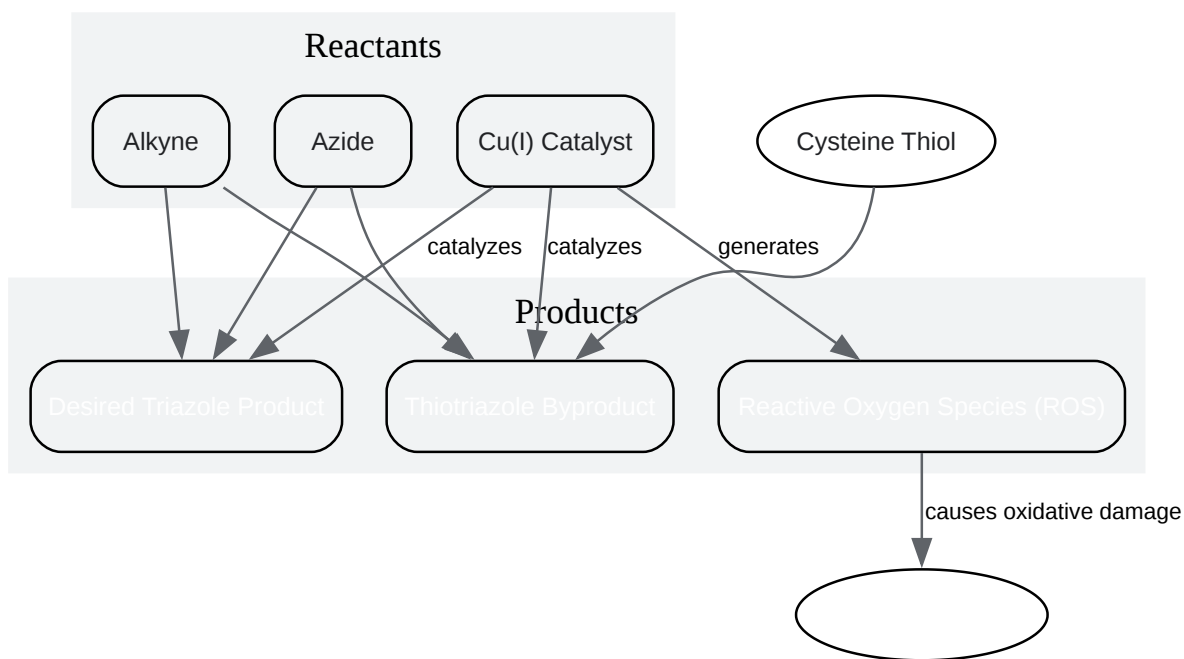 Reactants
Alkyne
Azide
Cu(I) Catalyst
Cysteine Thiol
catalyzes
catalyzes
generates
Products
Desired Triazole Product
Thiotriazole Byproduct
Reactive Oxygen Species (ROS)
causes oxidative damage